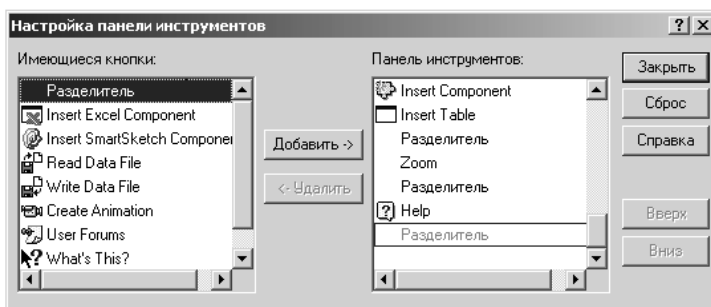 Настройка панели инструментов
Имеющиеся кнопки:
Разделитель
Insert Excel Component
Insert SmartSketch Componen
Read Data File
Write Data File
Create Animation
User Forums
What's This?
Добавить ->
<- Удалить
Панель инструментов:
Insert Component
Insert Table
Разделитель
Zoom
Разделитель
Help
Разделитель
Закрыть
Сброс
Справка
Вверх
Вниз